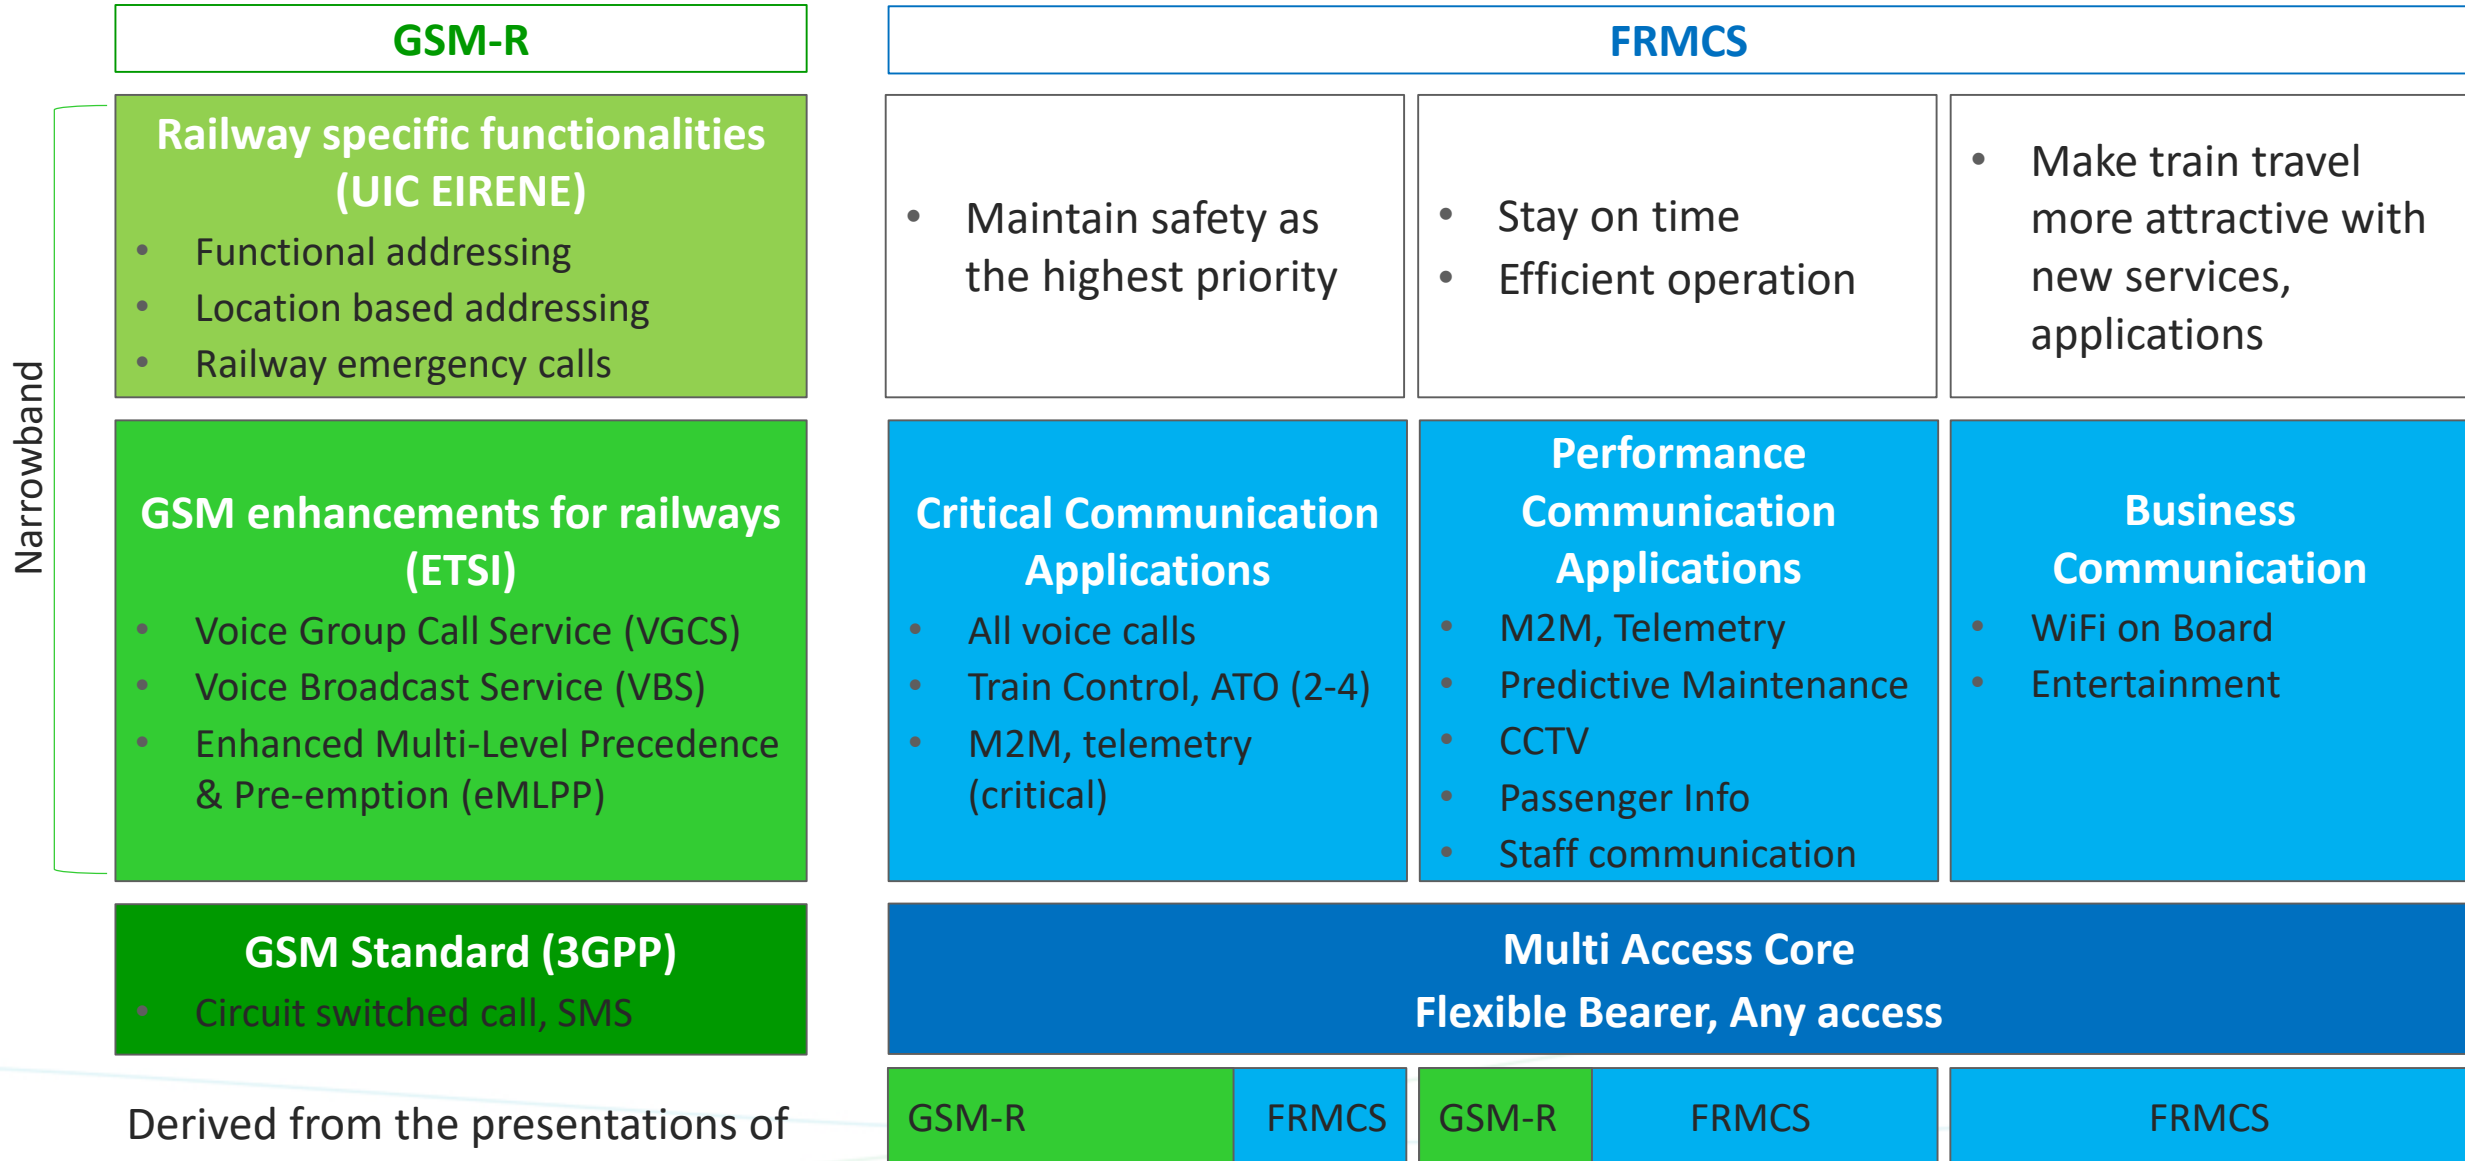 GSM-R
FRMCS
Narrowband
Railway specific functionalities
(UIC EIRENE)
• Functional addressing
• Location based addressing
• Railway emergency calls
• Maintain safety as
the highest priority
• Stay on time
• Efficient operation
• Make train travel
more attractive with
new services,
applications
GSM enhancements for railways
(ETSI)
• Voice Group Call Service (VGCS)
• Voice Broadcast Service (VBS)
• Enhanced Multi-Level Precedence
& Pre-emption (eMLPP)
Critical Communication
Applications
• All voice calls
• Train Control, ATO (2-4)
• M2M, telemetry
(critical)
Performance
Communication
Applications
• M2M, Telemetry
• Predictive Maintenance
• CCTV
• Passenger Info
• Staff communication
Business
Communication
• WiFi on Board
• Entertainment
GSM Standard (3GPP)
• Circuit switched call, SMS
Multi Access Core
Flexible Bearer, Any access
Derived from the presentations of
GSM-R
FRMCS
GSM-R
FRMCS
FRMCS